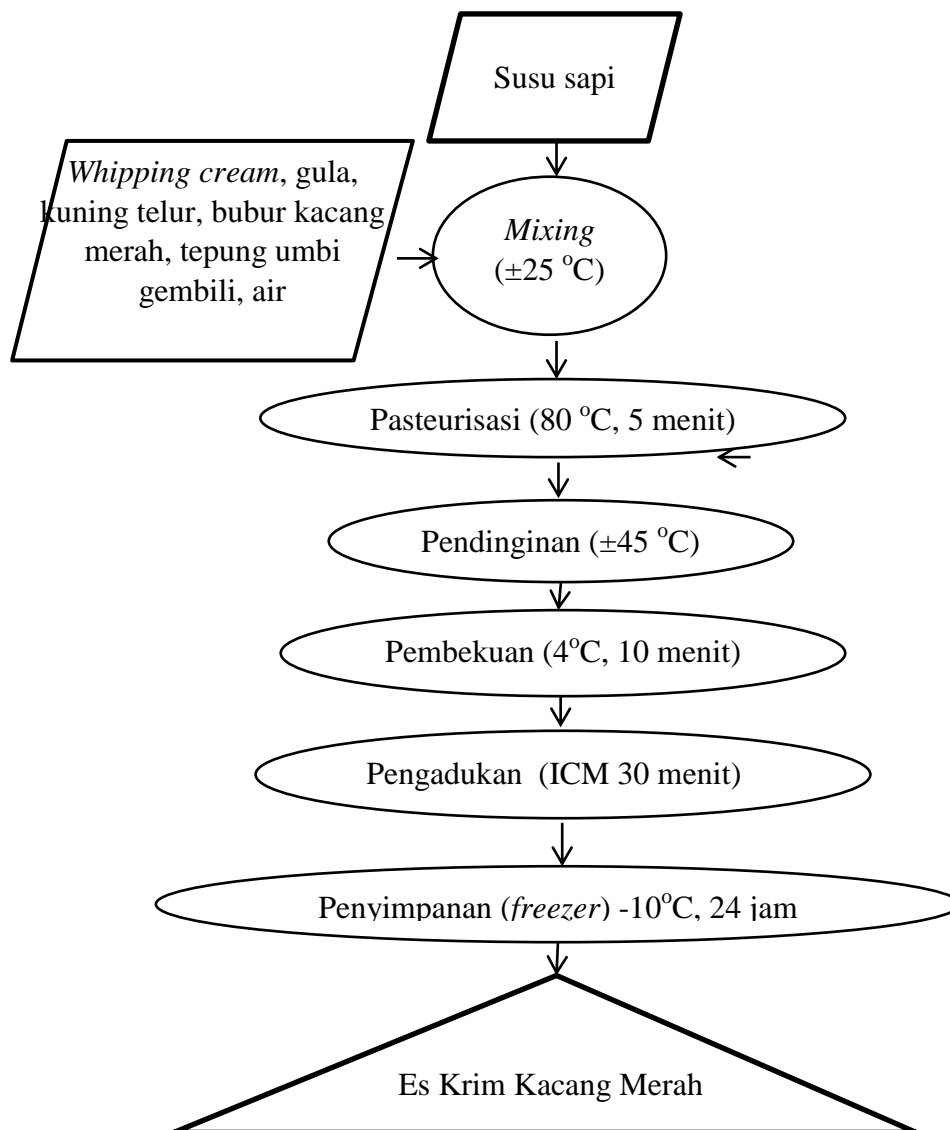 Susu sapi
Whipping cream, gula,
kuning telur, bubur kacang
merah, tepung umbi
gembili, air
Mixing
(±25 °C)
Pasteurisasi (80 °C, 5 menit)
Pendinginan (±45 °C)
Pembekuan (4°C, 10 menit)
Pengadukan  (ICM 30 menit)
Penyimpanan (freezer) -10°C, 24 jam
Es Krim Kacang Merah